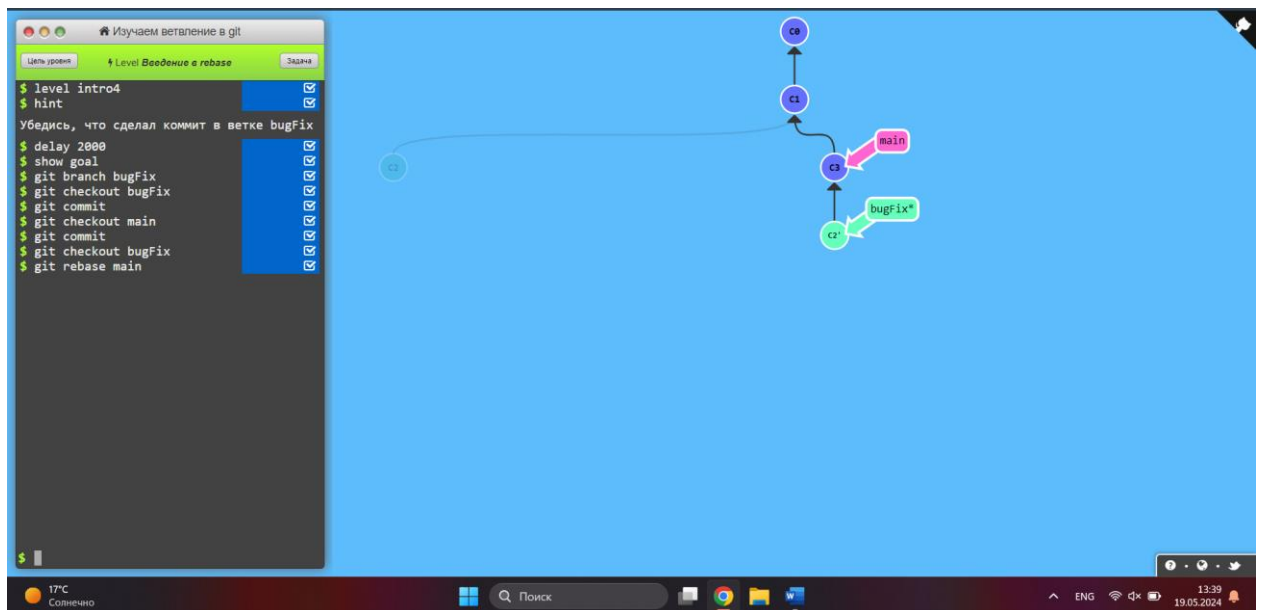 Изучаем ветвление в git
Цель уровня
Level Введение в rebase
Задача
$ level intro4
$ hint
Убедись, что сделал коммит в ветке bugFix
$ delay 2000
$ show goal
$ git branch bugFix
$ git checkout bugFix
$ git commit
$ git checkout main
$ git commit
$ git checkout bugFix
$ git rebase main
$
C0
C1
C2
main
C3
bugFix*
C2'
17°C
Солнечно
Поиск
ENG
13:39
19.05.2024